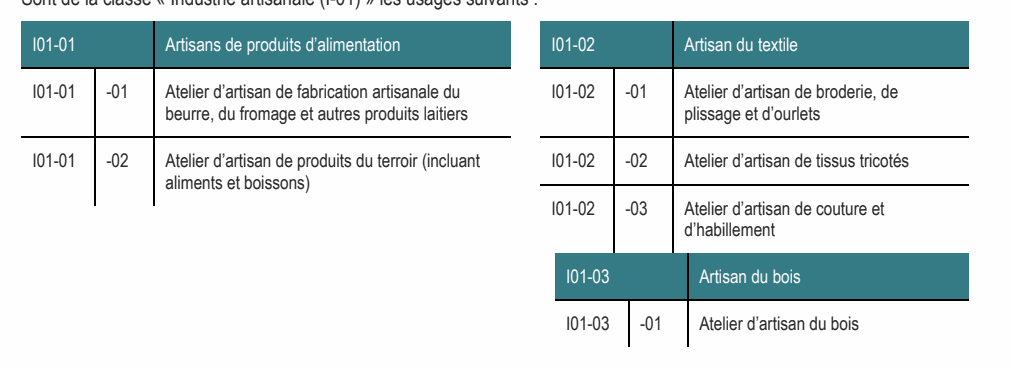 Sont de la classe « Industrie artisanale (I-01) » les usages suivants :
I01-01 Artisans de produits d'alimentation
I01-01 -01 Atelier d'artisan de fabrication artisanale du
beurre, du fromage et autres produits laitiers
I01-01 -02 Atelier d'artisan de produits du terroir (incluant
aliments et boissons)
I01-02 Artisan du textile
I01-02 -01 Atelier d'artisan de broderie, de
plissage et d'ourlets
I01-02 -02 Atelier d'artisan de tissus tricotés
I01-02 -03 Atelier d'artisan de couture et
d'habillement
I01-03 Artisan du bois
I01-03 -01 Atelier d'artisan du bois